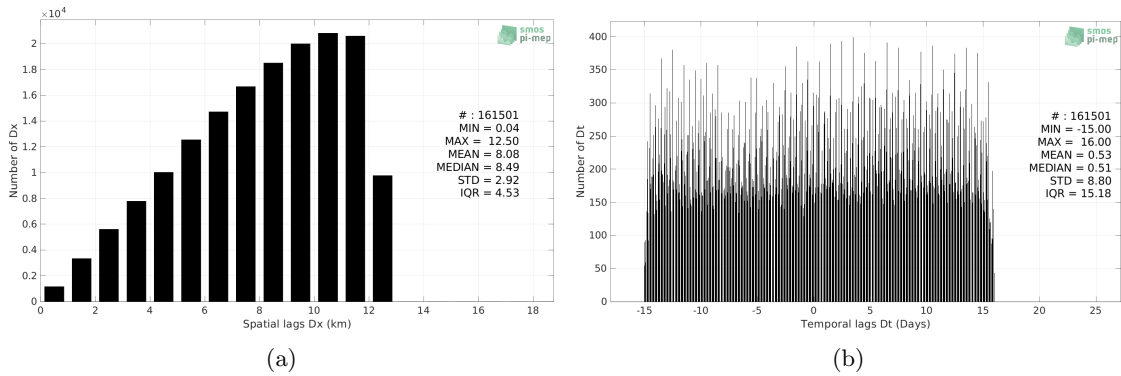 ×10⁴
2
1.8
1.6
1.4
1.2
1
0.8
0.6
0.4
0.2
0
Number of Dx
0 2 4 6 8 10 12 14 16 18
Spatial lags Dx (km)
smos
pi-mep
# : 161501
MIN = 0.04
MAX = 12.50
MEAN = 8.08
MEDIAN = 8.49
STD = 2.92
IQR = 4.53
(a)
400
350
300
250
200
150
100
50
0
Number of Dt
-15 -10 -5 0 5 10 15 20 25
Temporal lags Dt (Days)
smos
pi-mep
# : 161501
MIN = -15.00
MAX = 16.00
MEAN = 0.53
MEDIAN = 0.51
STD = 8.80
IQR = 15.18
(b)